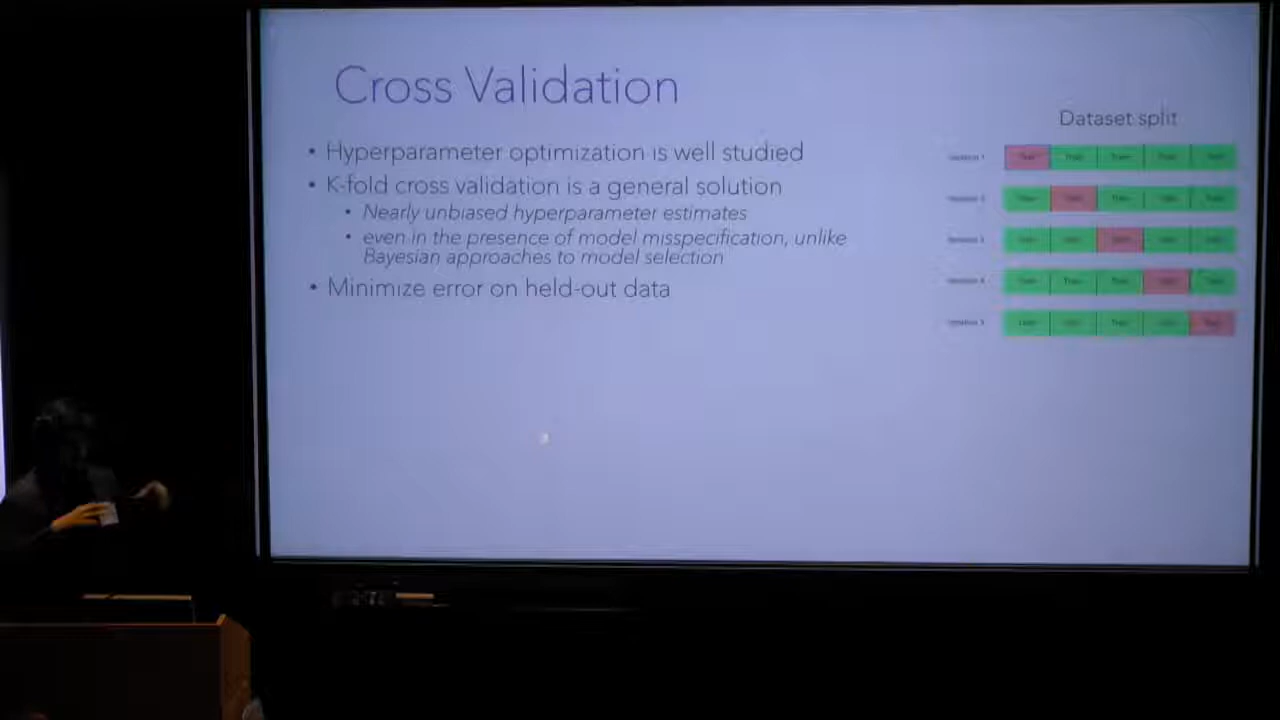 Cross Validation
• Hyperparameter optimization is well studied
• K-fold cross validation is a general solution
• Nearly unbiased hyperparameter estimates
• even in the presence of model misspecification, unlike
Bayesian approaches to model selection
• Minimize error on held-out data
Dataset split